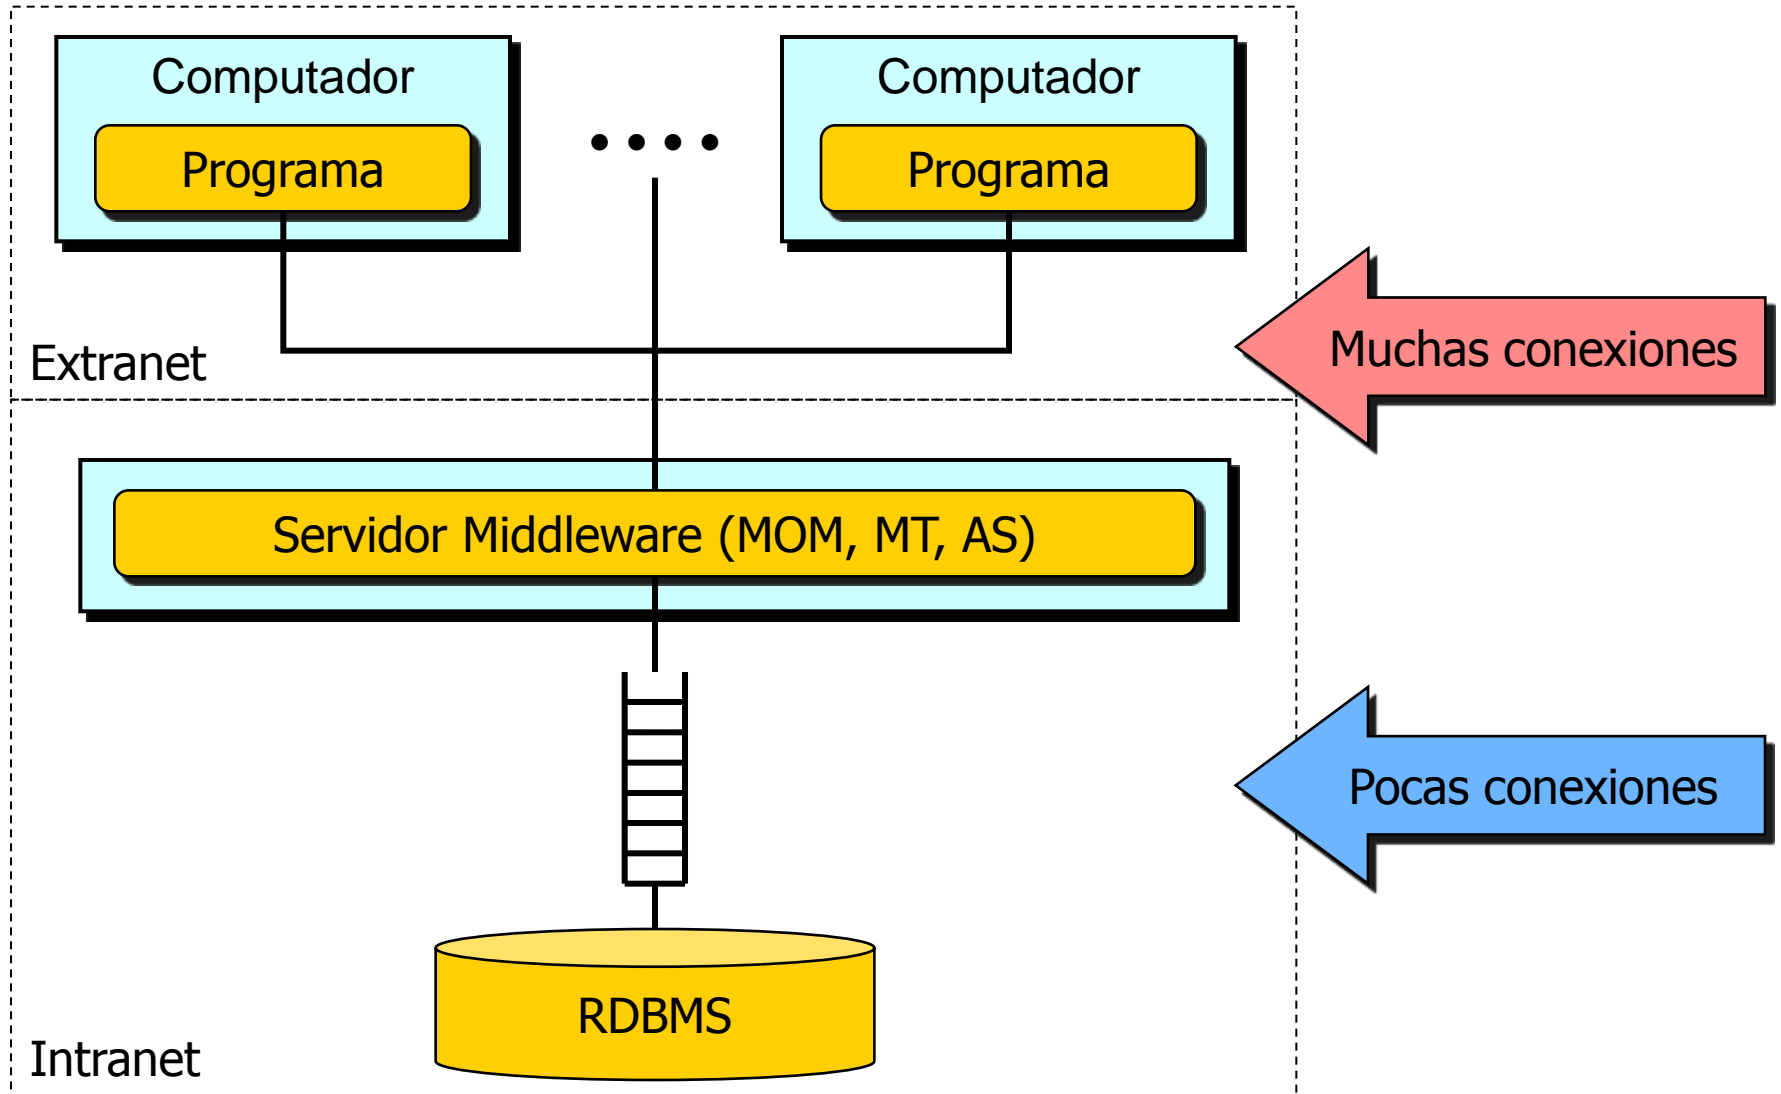 Computador
Computador
Programa
Programa
Extranet
Muchas conexiones
Servidor Middleware (MOM, MT, AS)
Pocas conexiones
RDBMS
Intranet